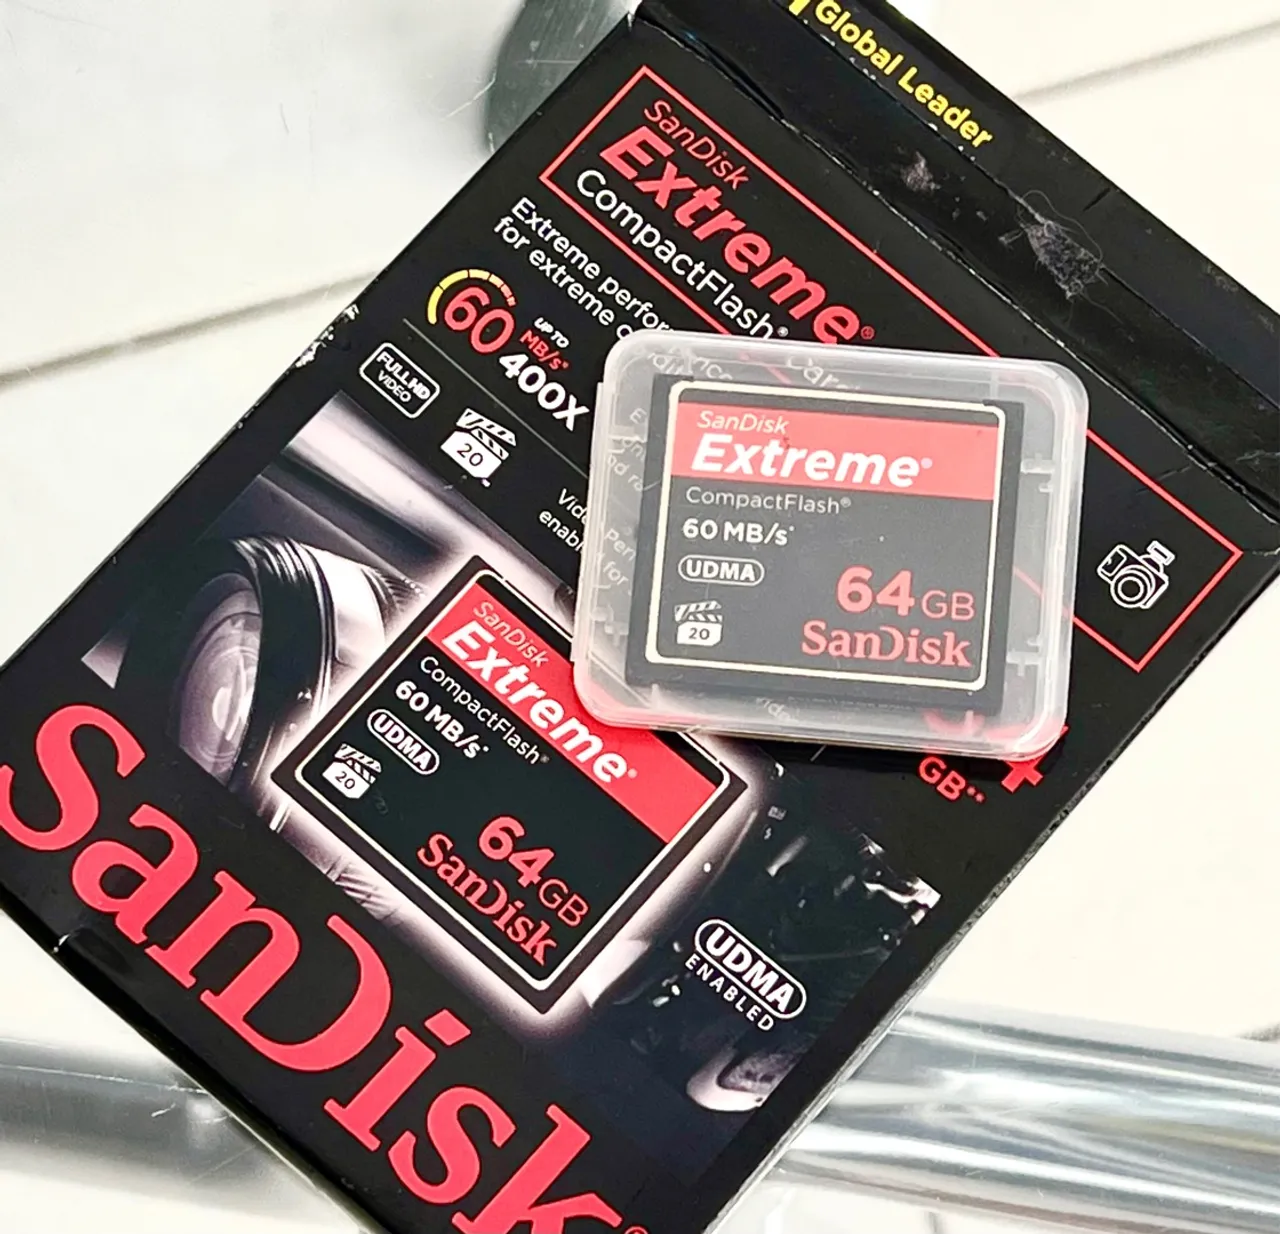 Global Leader
SanDisk
Extreme®
CompactFlash®
Extreme
for extreme
60 UP TO
MB/s*
400X
FULL HD
VIDEO
20
SanDisk
Extreme®
CompactFlash®
60 MB/s*
UDMA
20
64GB
SanDisk
GB**
SanDisk
Extreme®
CompactFlash®
60 MB/s*
UDMA
20
64GB
SanDisk
UDMA
ENABLED
SanDisk®